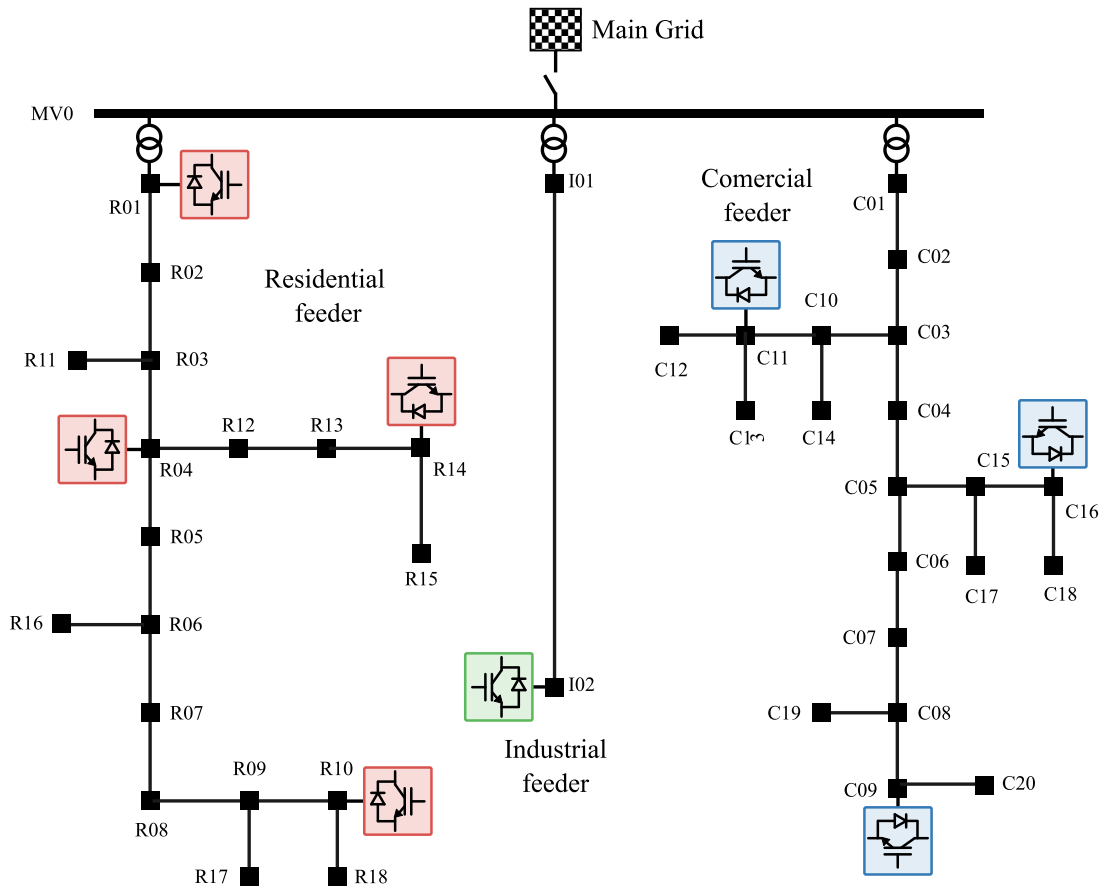 Main Grid
MV0
R01
I01
Comercial
feeder
C01
R02
C02
Residential
feeder
C10
R11
R03
C03
C12
C11
R12
R13
C04
C13
C14
R04
R14
C15
C05
C16
R05
C06
R15
C17
C18
R16
R06
C07
I02
R07
C19
C08
Industrial
feeder
R09
R10
C09
C20
R08
R17
R18